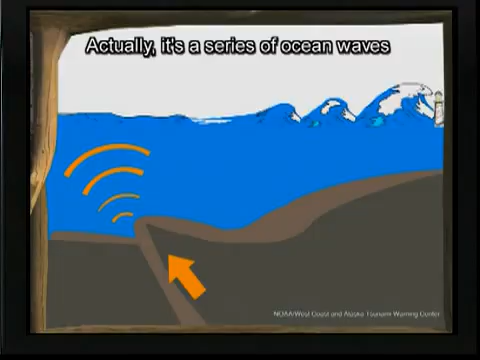 Actually, it's a series of ocean waves
NOAA/West Coast and Alaska Tsunami Warning Center